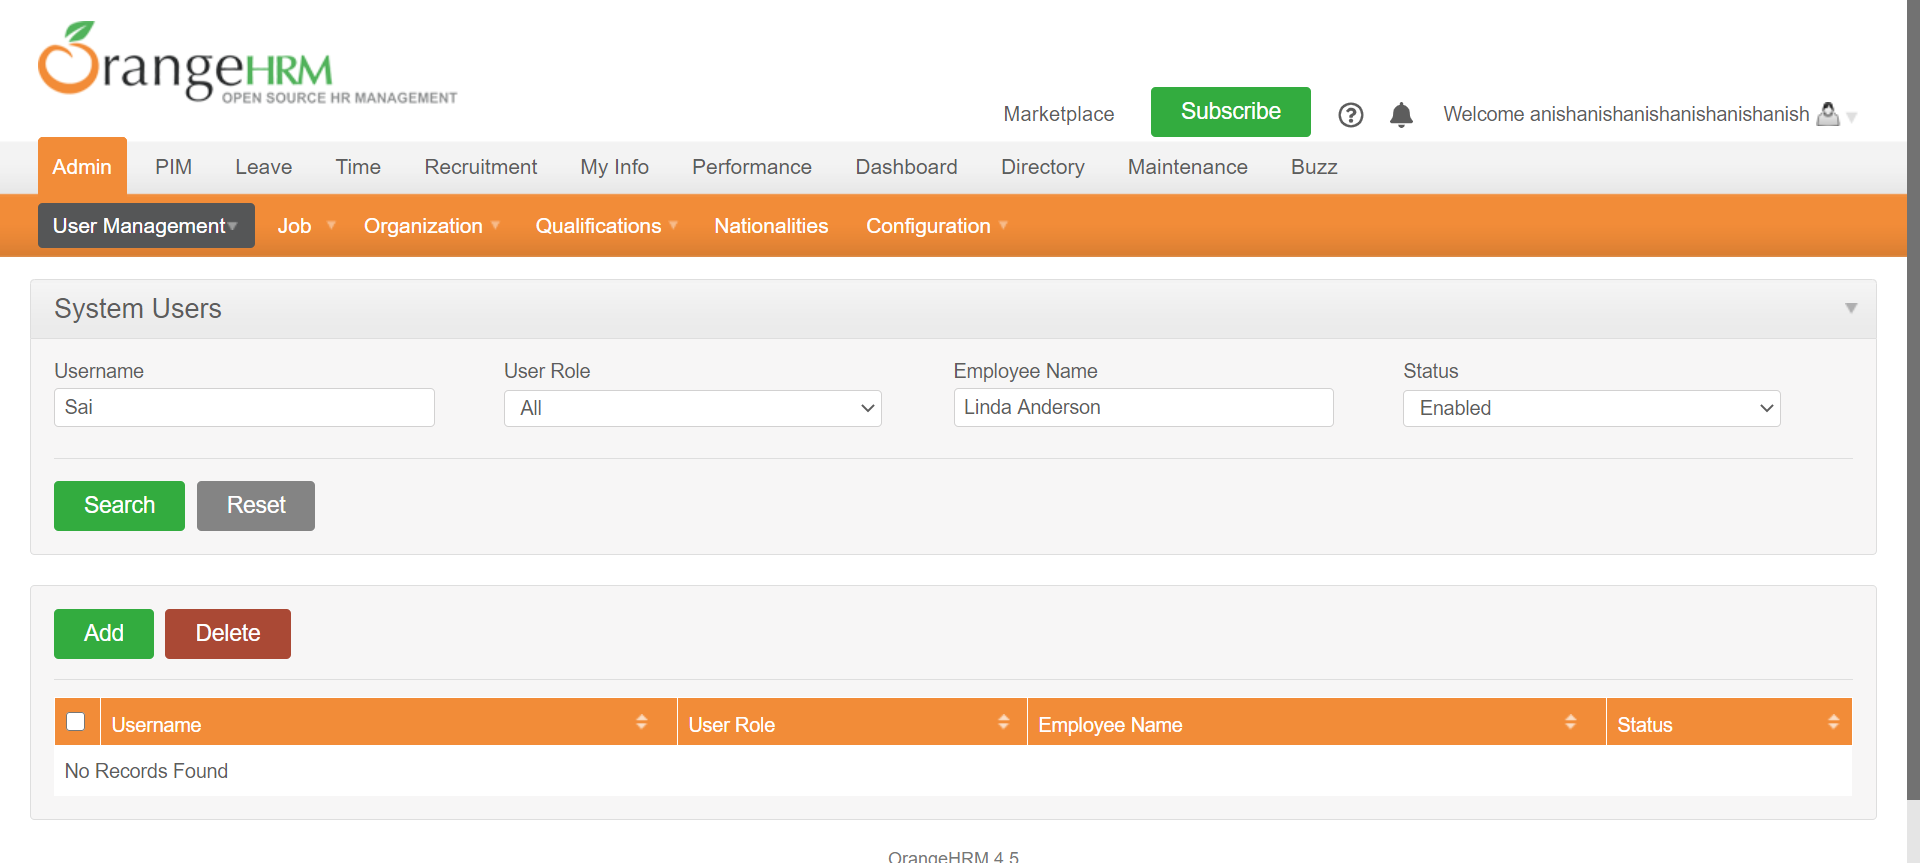 OrangeHRM
OPEN SOURCE HR MANAGEMENT
Marketplace
Subscribe
Welcome anishanishanishanishanishanish
Admin PIM Leave Time Recruitment My Info Performance Dashboard Directory Maintenance Buzz
User Management Job Organization Qualifications Nationalities Configuration
System Users
Username User Role Employee Name Status
Sai All Linda Anderson Enabled
Search Reset
Add Delete
Username User Role Employee Name Status
No Records Found
OrangeHRM 4.5